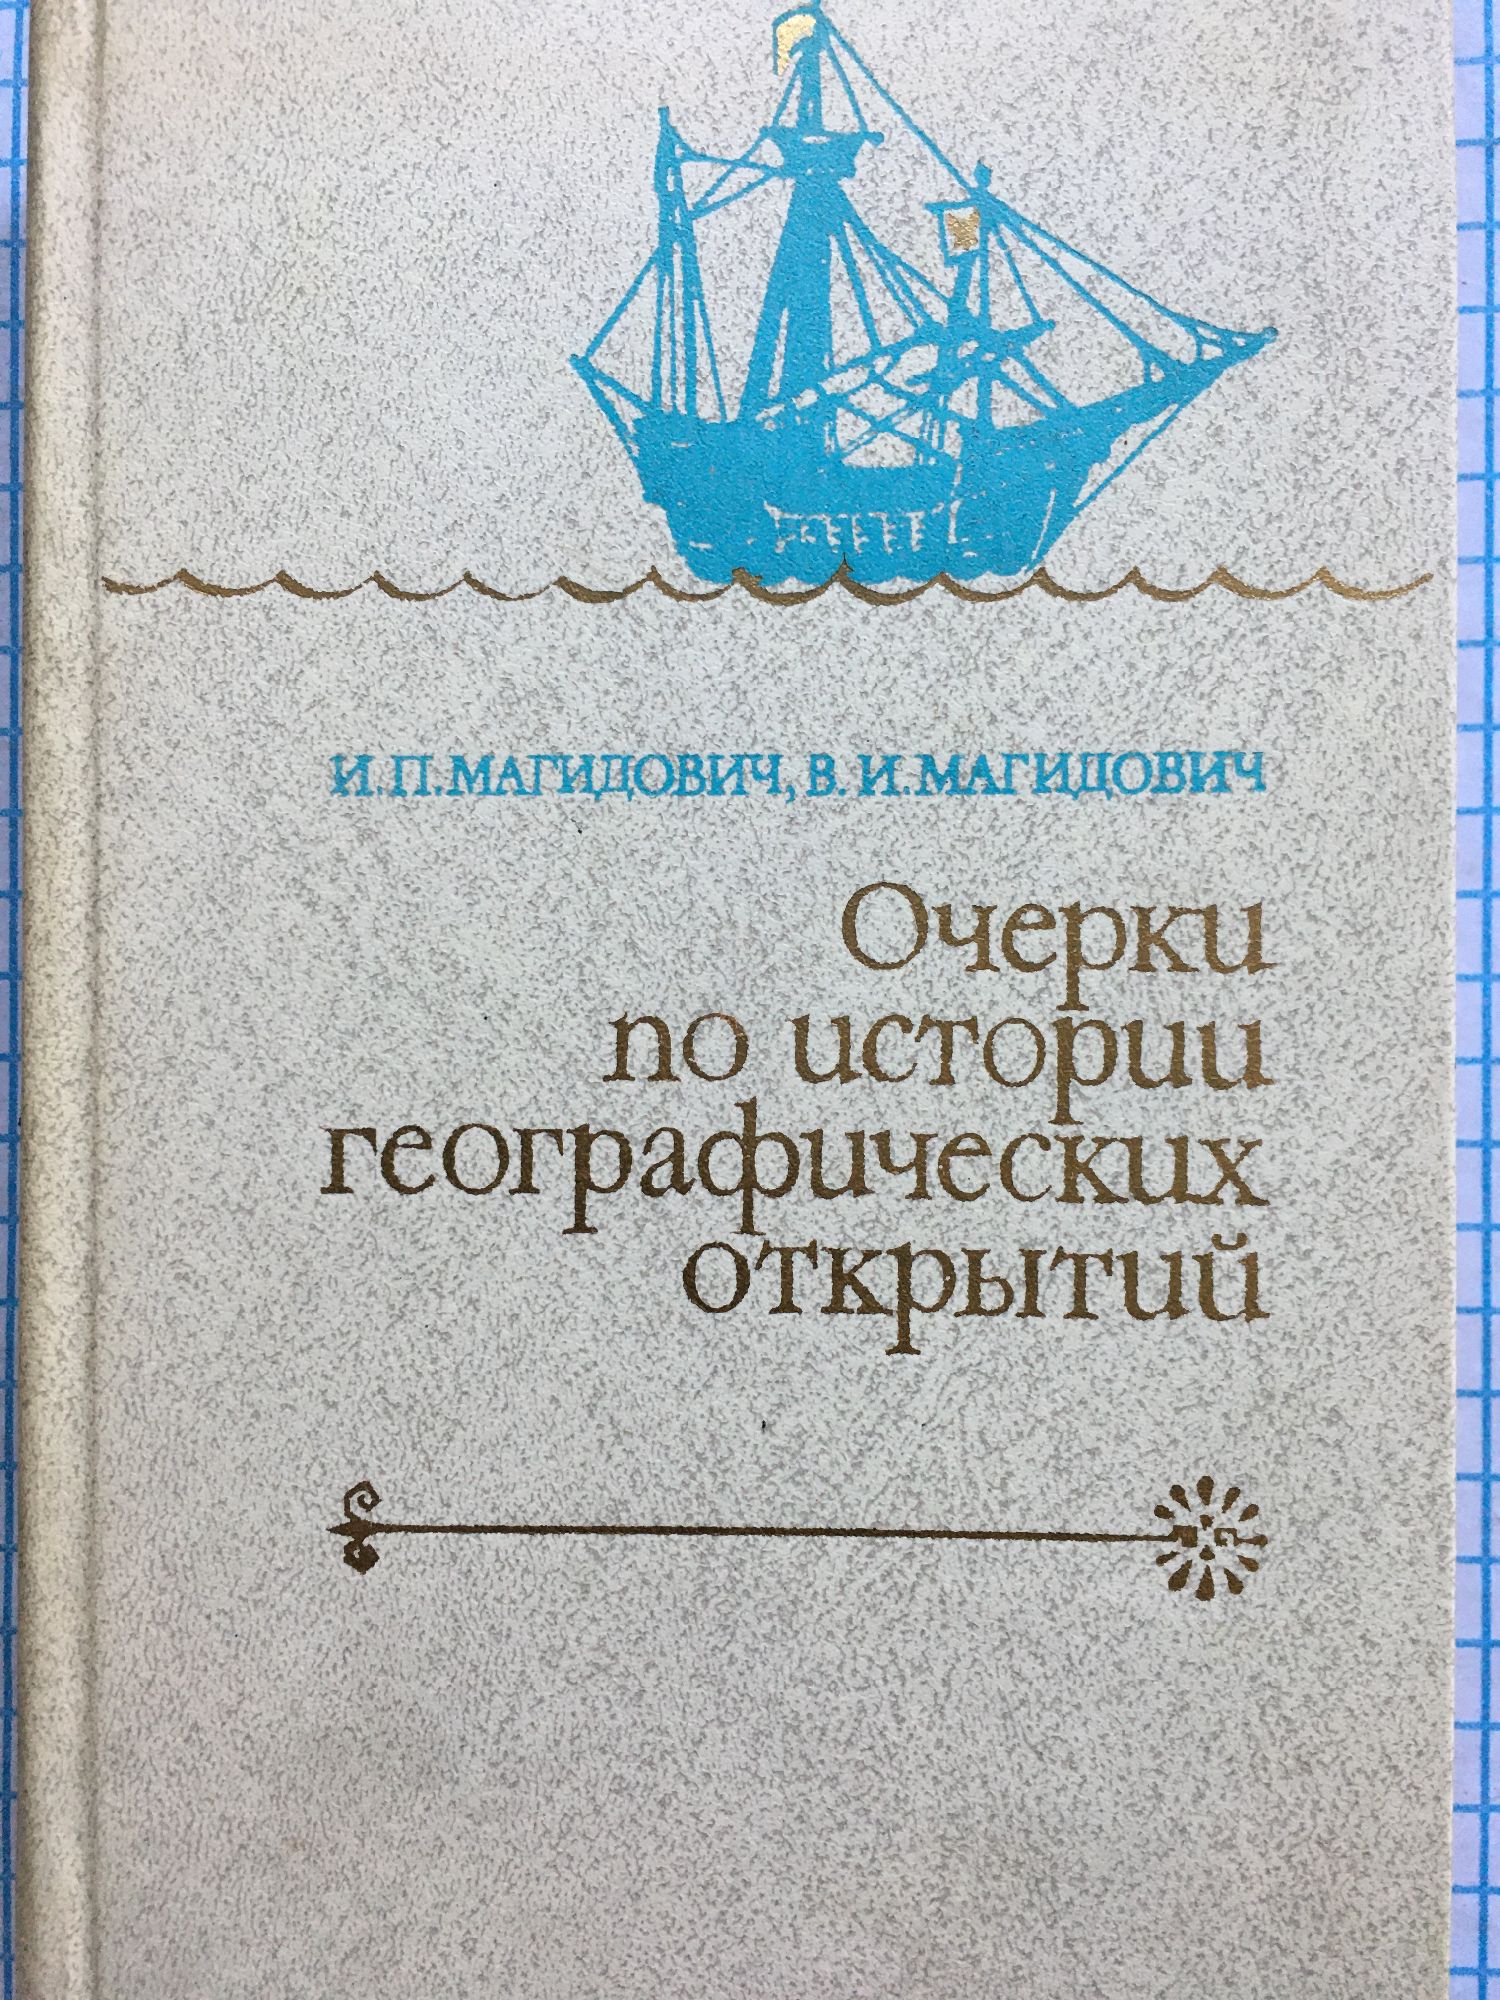 И.П.МАГИДОВИЧ, В.И.МАГИДОВИЧ
Очерки
по истории
географических
открытий